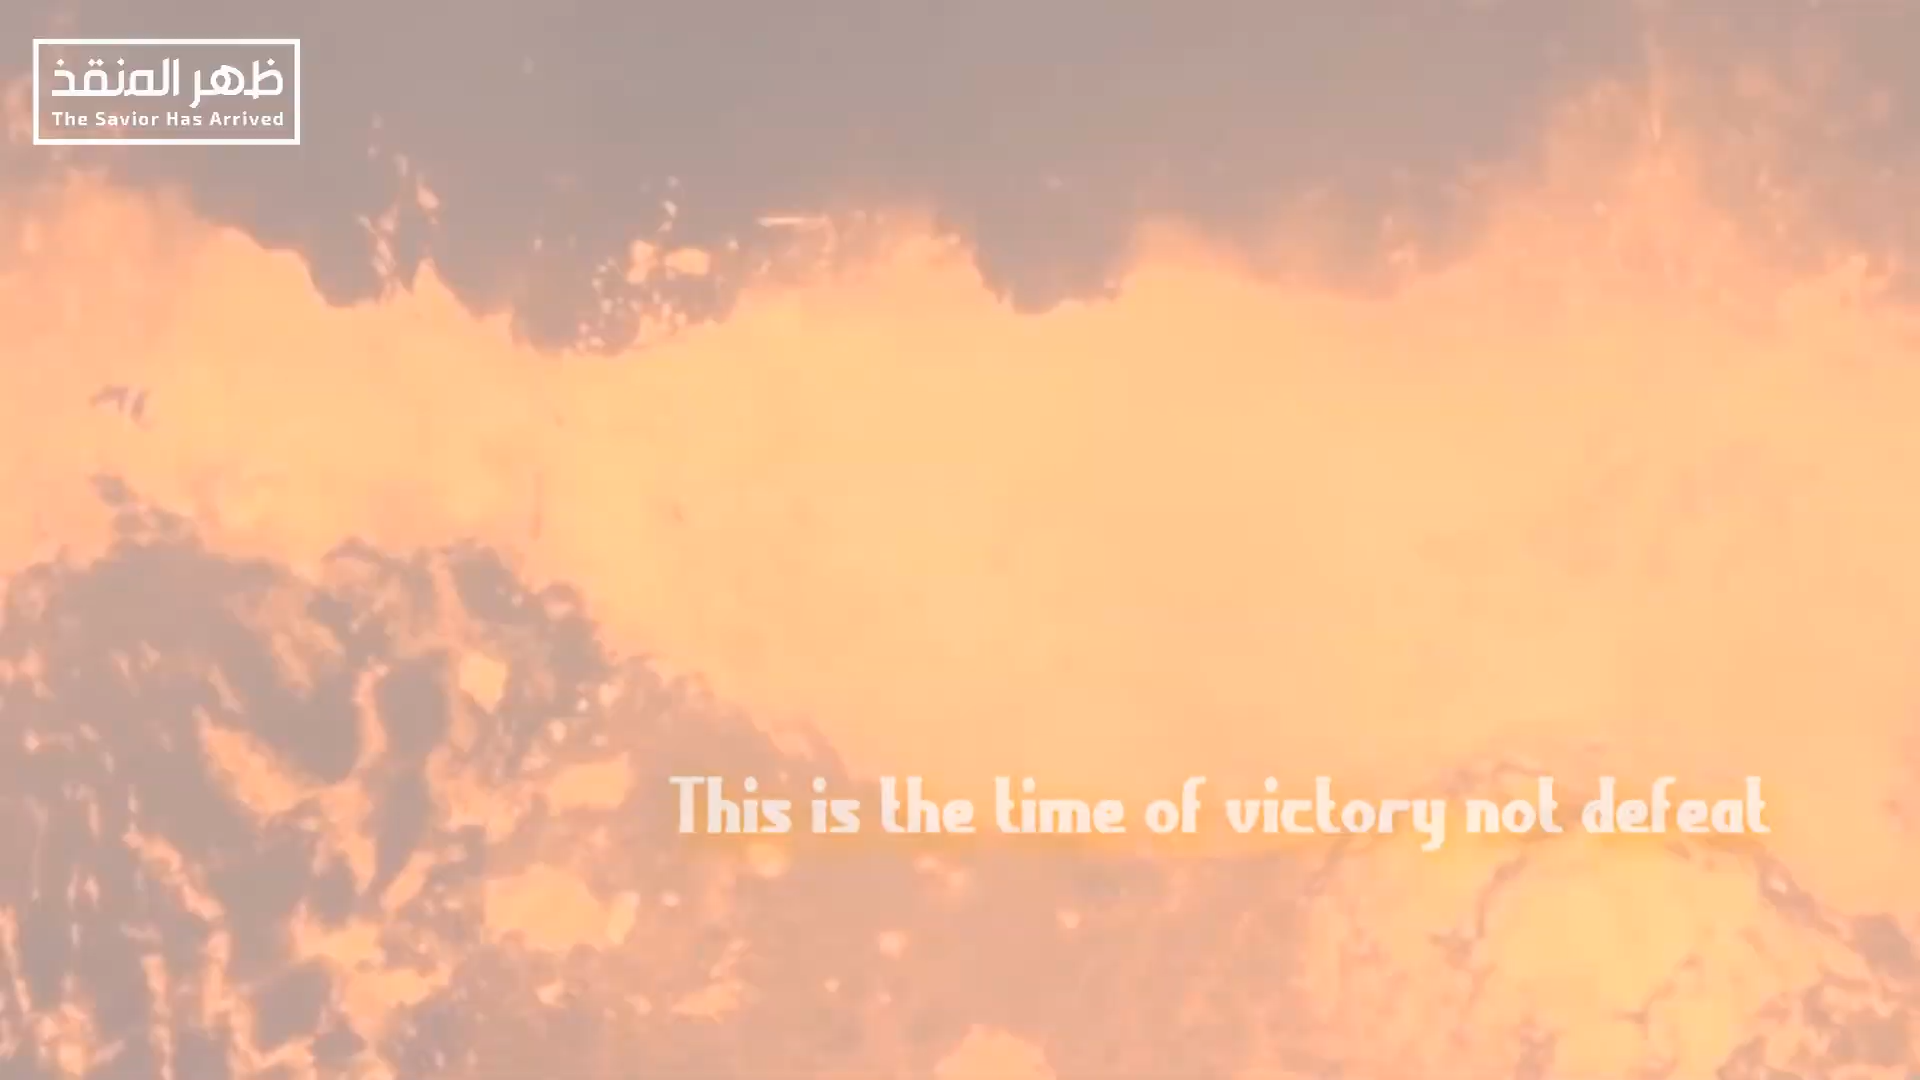 ظهر المنقذ
The Savior Has Arrived
This is the time of victory not defeat